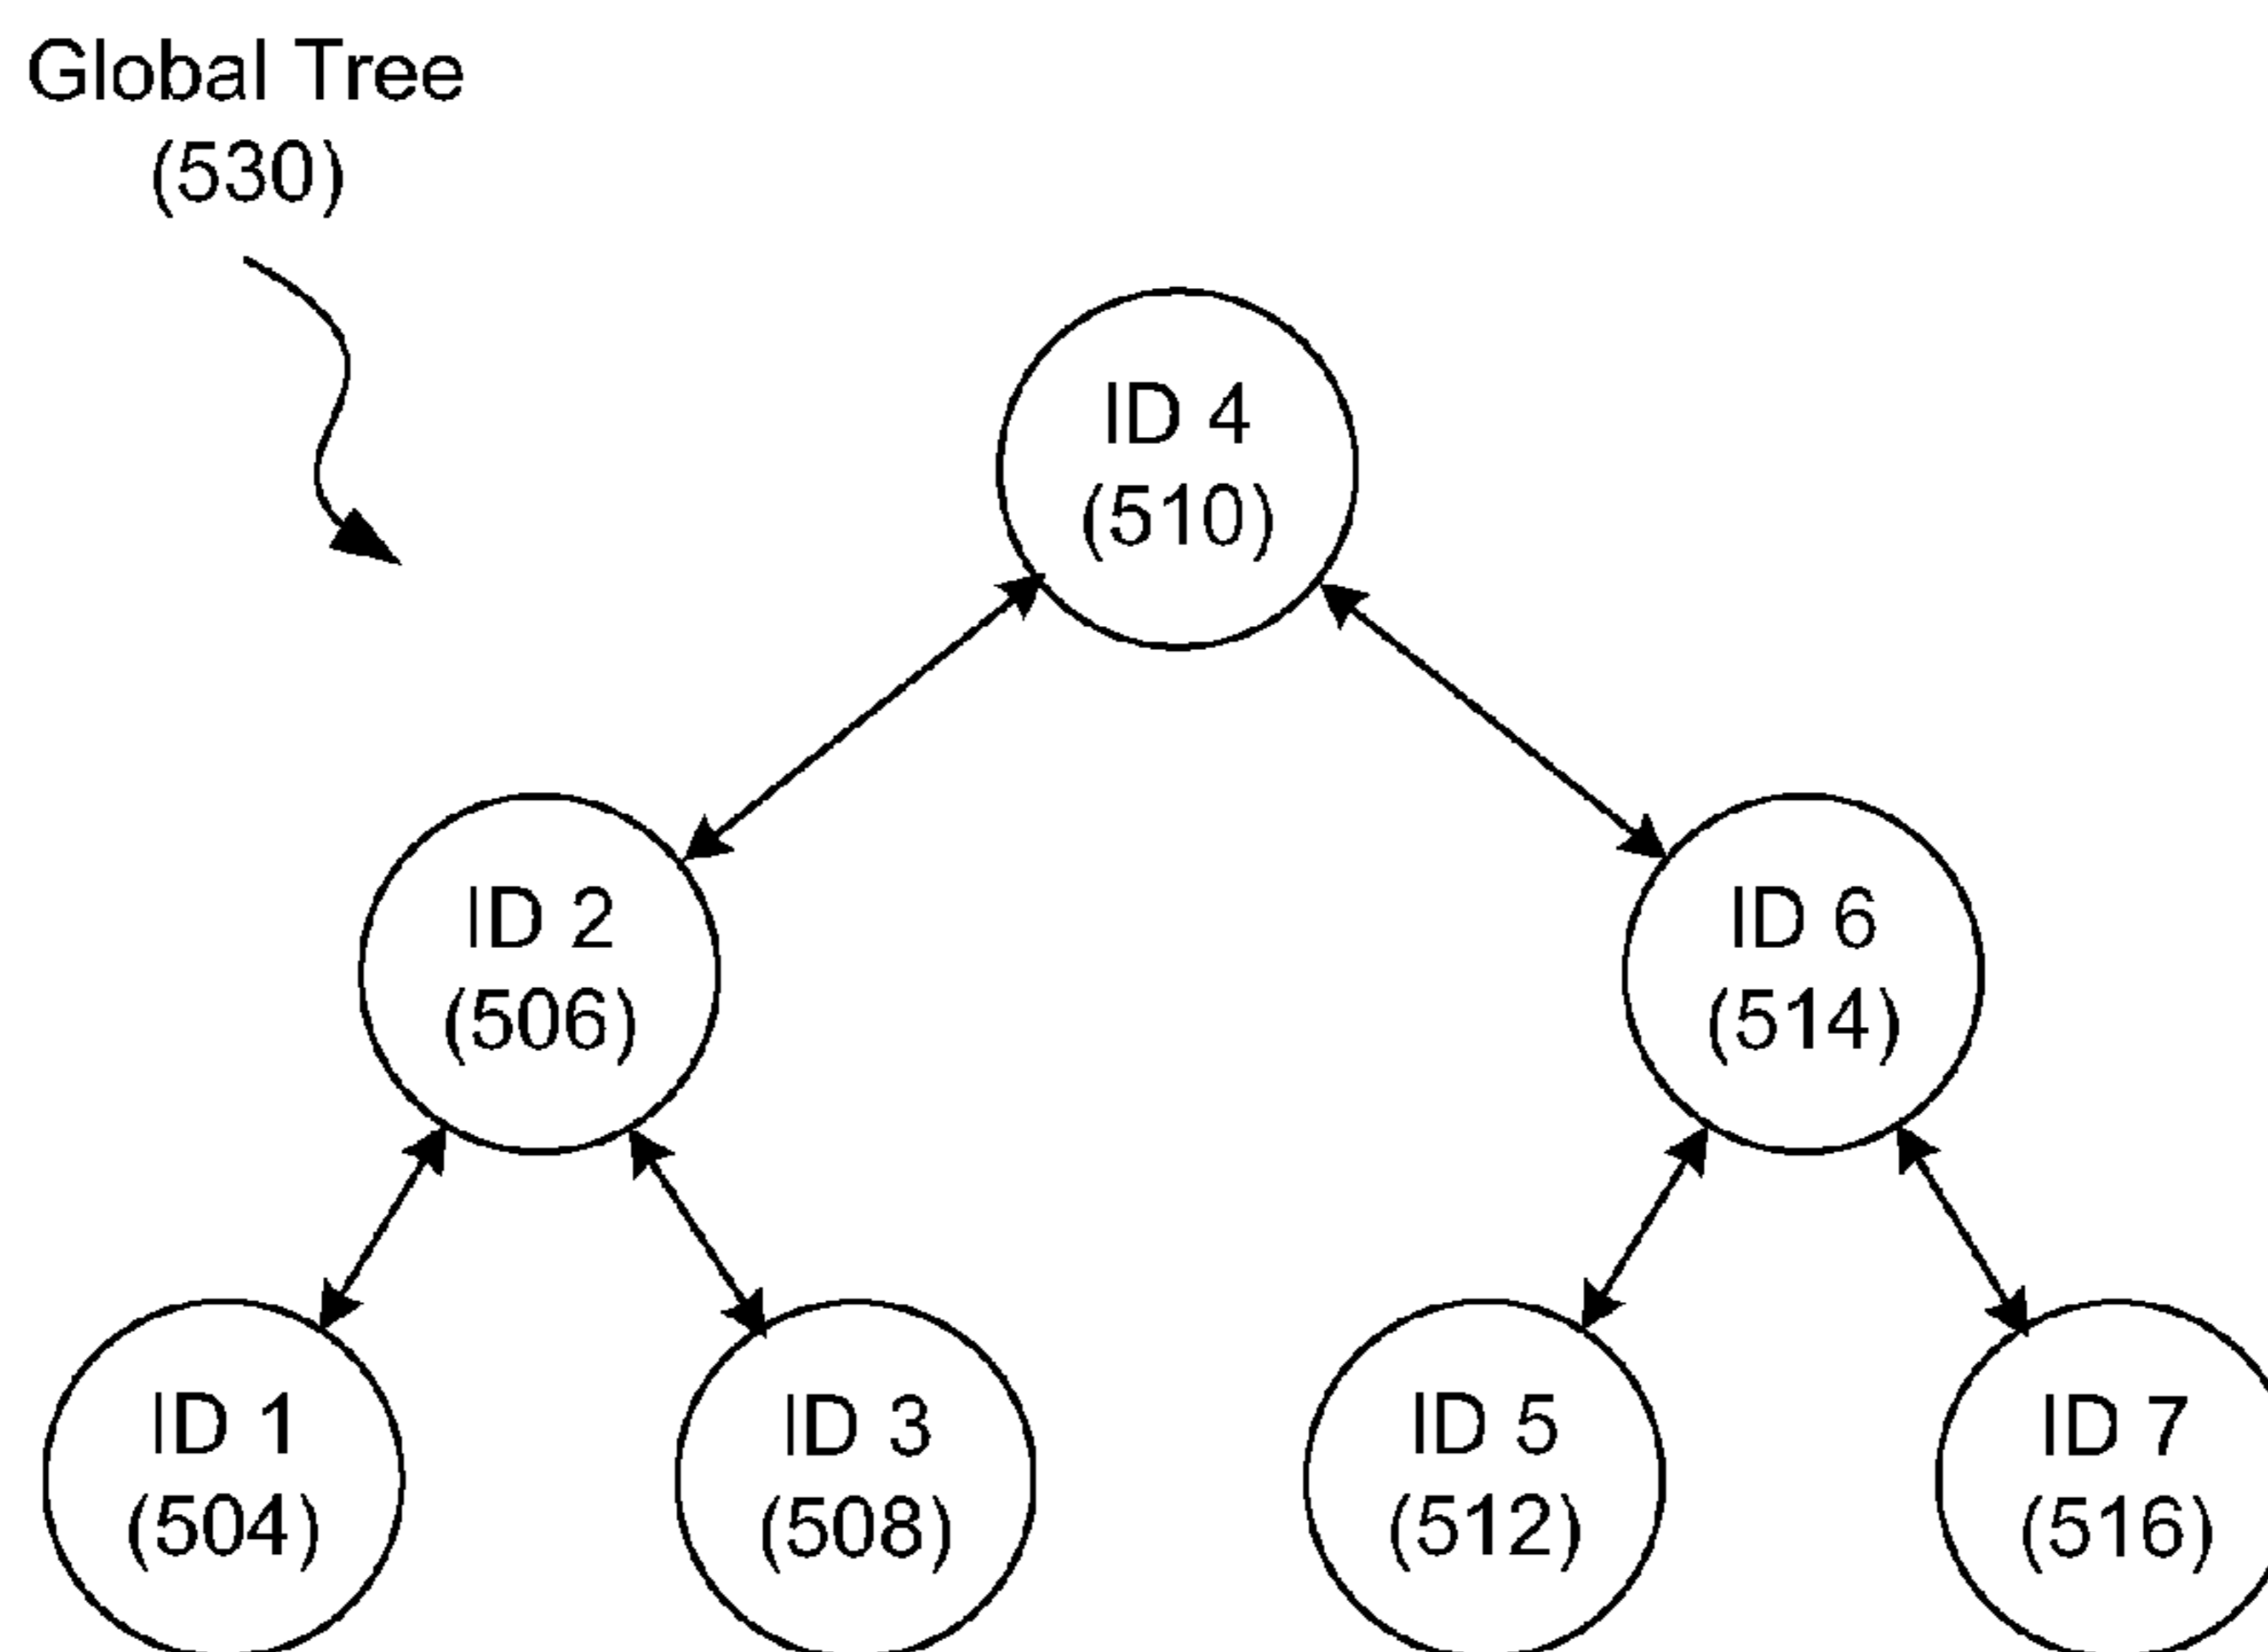 Global Tree
(530)
ID 4
(510)
ID 2
(506)
ID 6
(514)
ID 1
(504)
ID 3
(508)
ID 5
(512)
ID 7
(516)